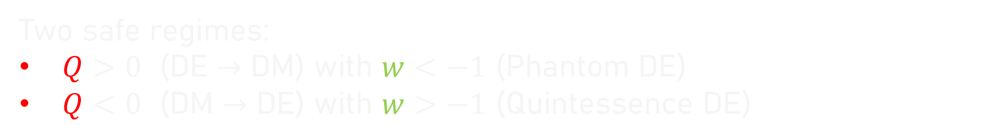 Two safe regimes:
• Q > 0 (DE → DM) with w < −1 (Phantom DE)
• Q < 0 (DM → DE) with w > −1 (Quintessence DE)